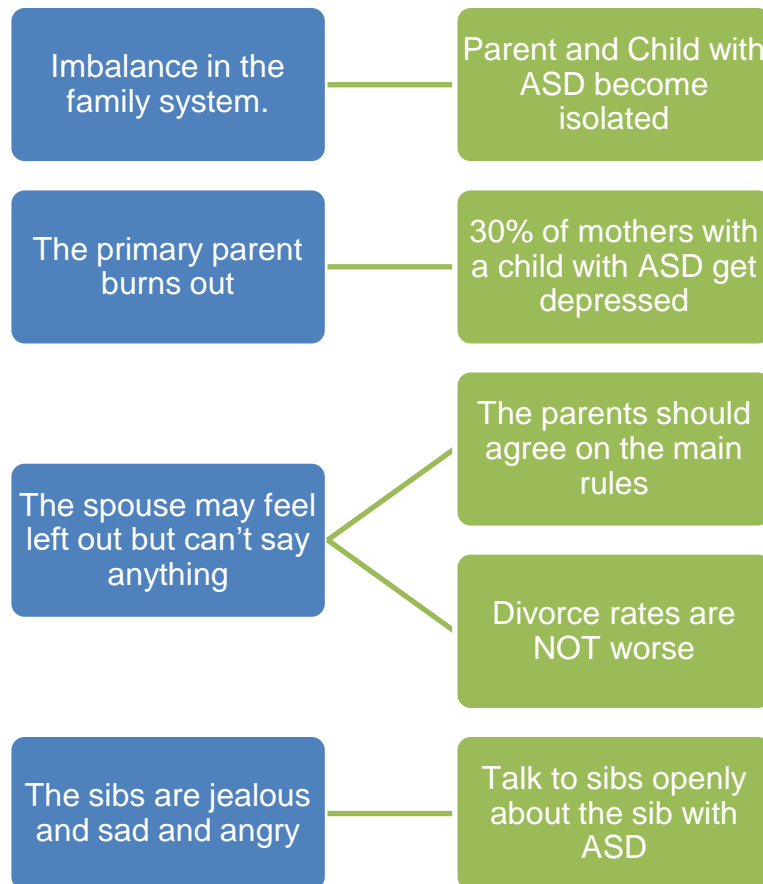 Imbalance in the
family system.
Parent and Child with
ASD become
isolated
The primary parent
burns out
30% of mothers with
a child with ASD get
depressed
The spouse may feel
left out but can’t say
anything
The parents should
agree on the main
rules
Divorce rates are
NOT worse
The sibs are jealous
and sad and angry
Talk to sibs openly
about the sib with
ASD